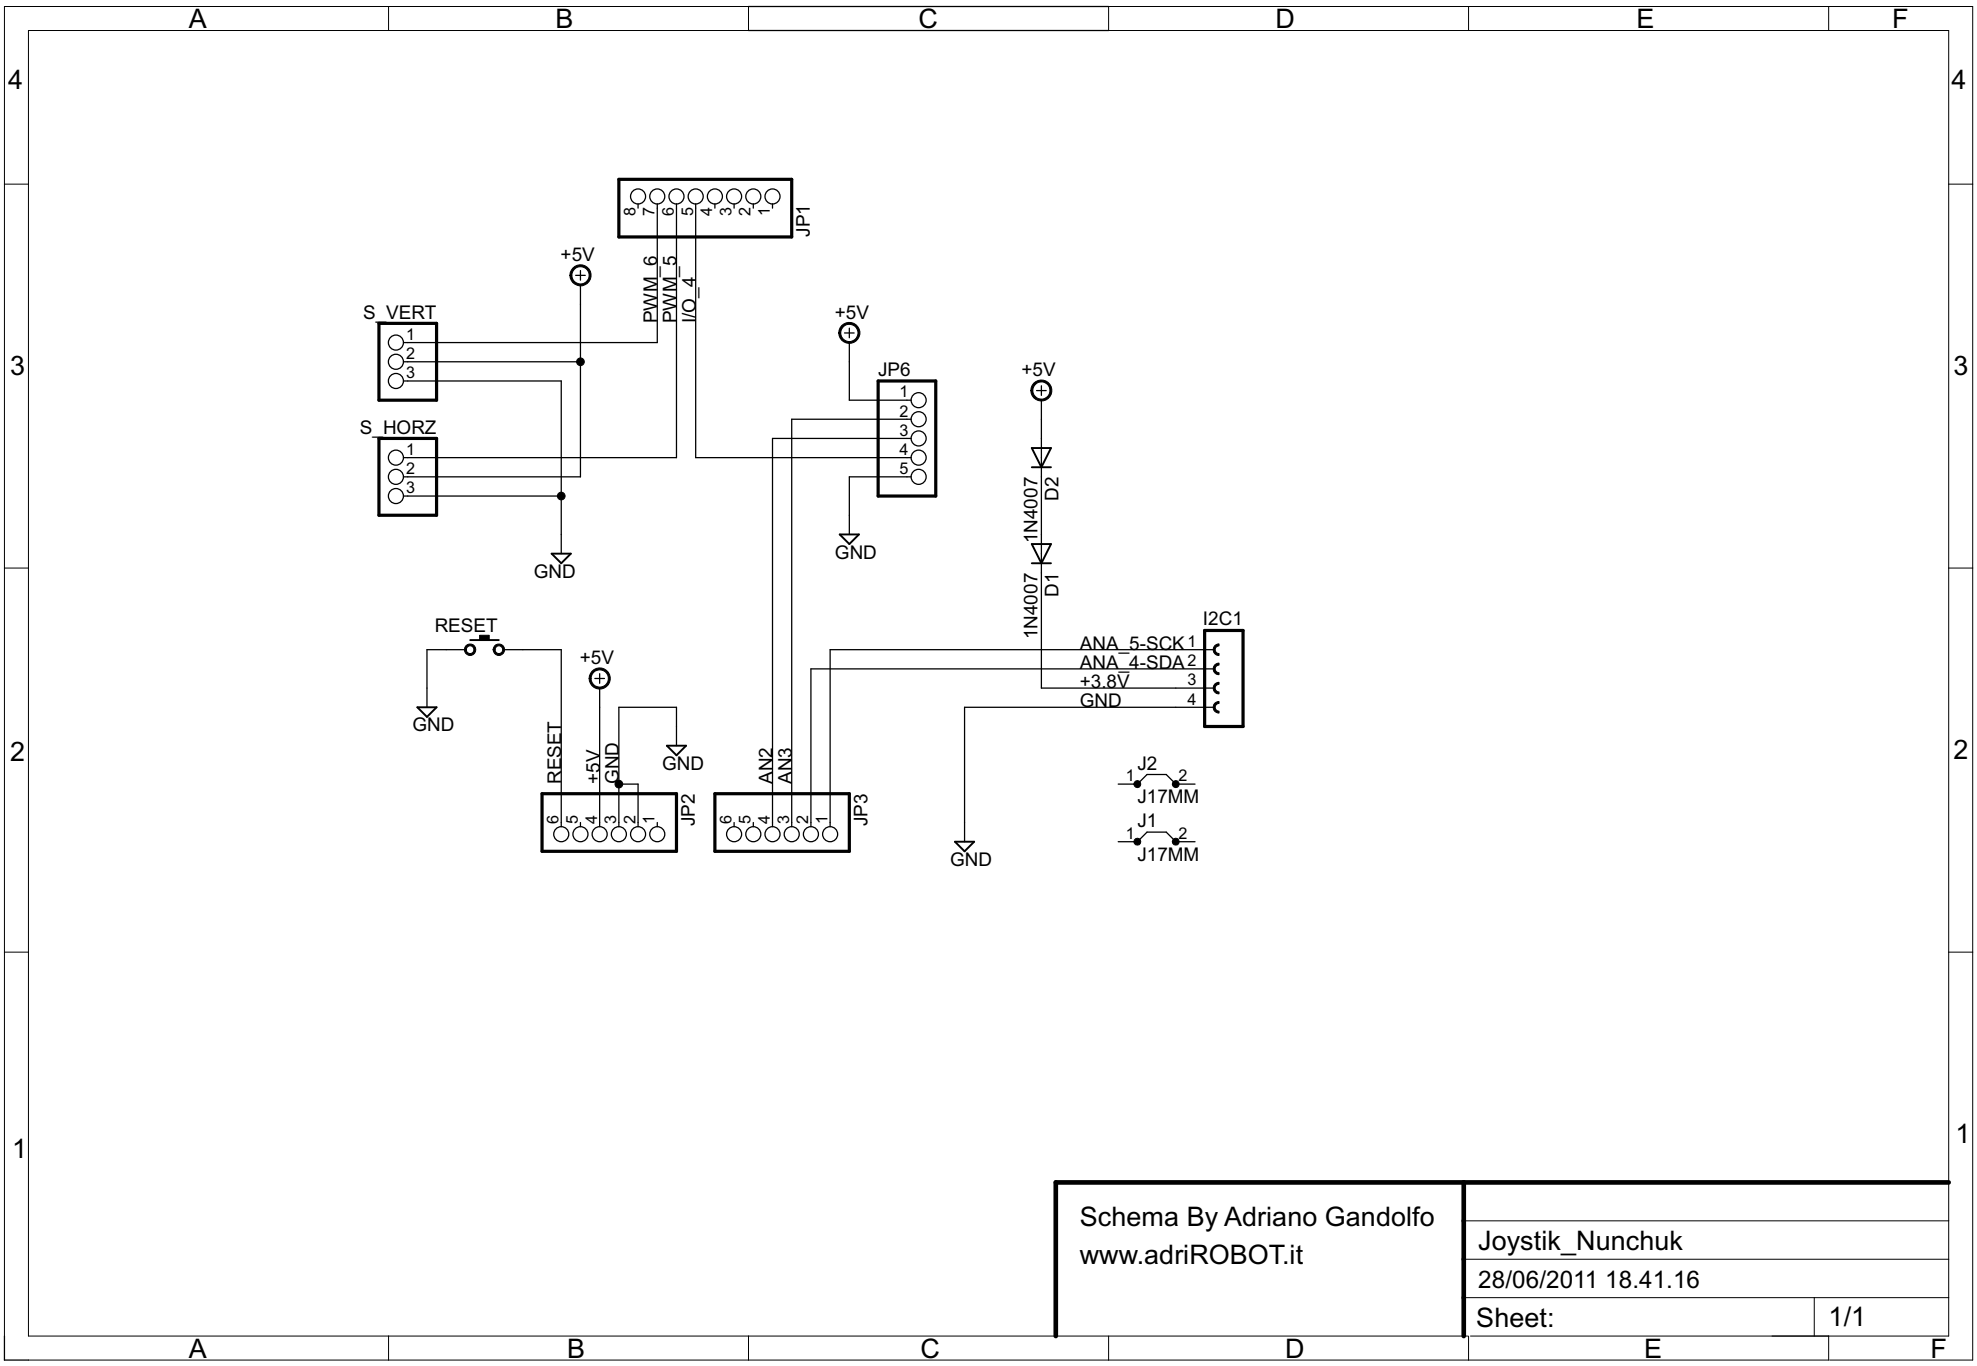 A B C D E F
4 4
8 7 6 5 4 3 2 1
JP1
PWM_6
PWM_5
I/O_4
+5V
S_VERT
1
2
3
+5V
JP6
1
2
3
4
5
+5V
3 3
S_HORZ
1
2
3
1N4007
D2
GND
GND
1N4007
D1
I2C1
RESET
ANA_5-SCK 1
ANA_4-SDA 2
+3.8V 3
GND 4
+5V
GND
RESET
+5V
GND
GND
AN2
AN3
2 2
J2
1 2
J17MM
6 5 4 3 2 1
JP2
6 5 4 3 2 1
JP3
J1
1 2
J17MM
GND
1 1
Schema By Adriano Gandolfo
www.adriROBOT.it
Joystik_Nunchuk
28/06/2011 18.41.16
Sheet: 1/1
A B C D E F